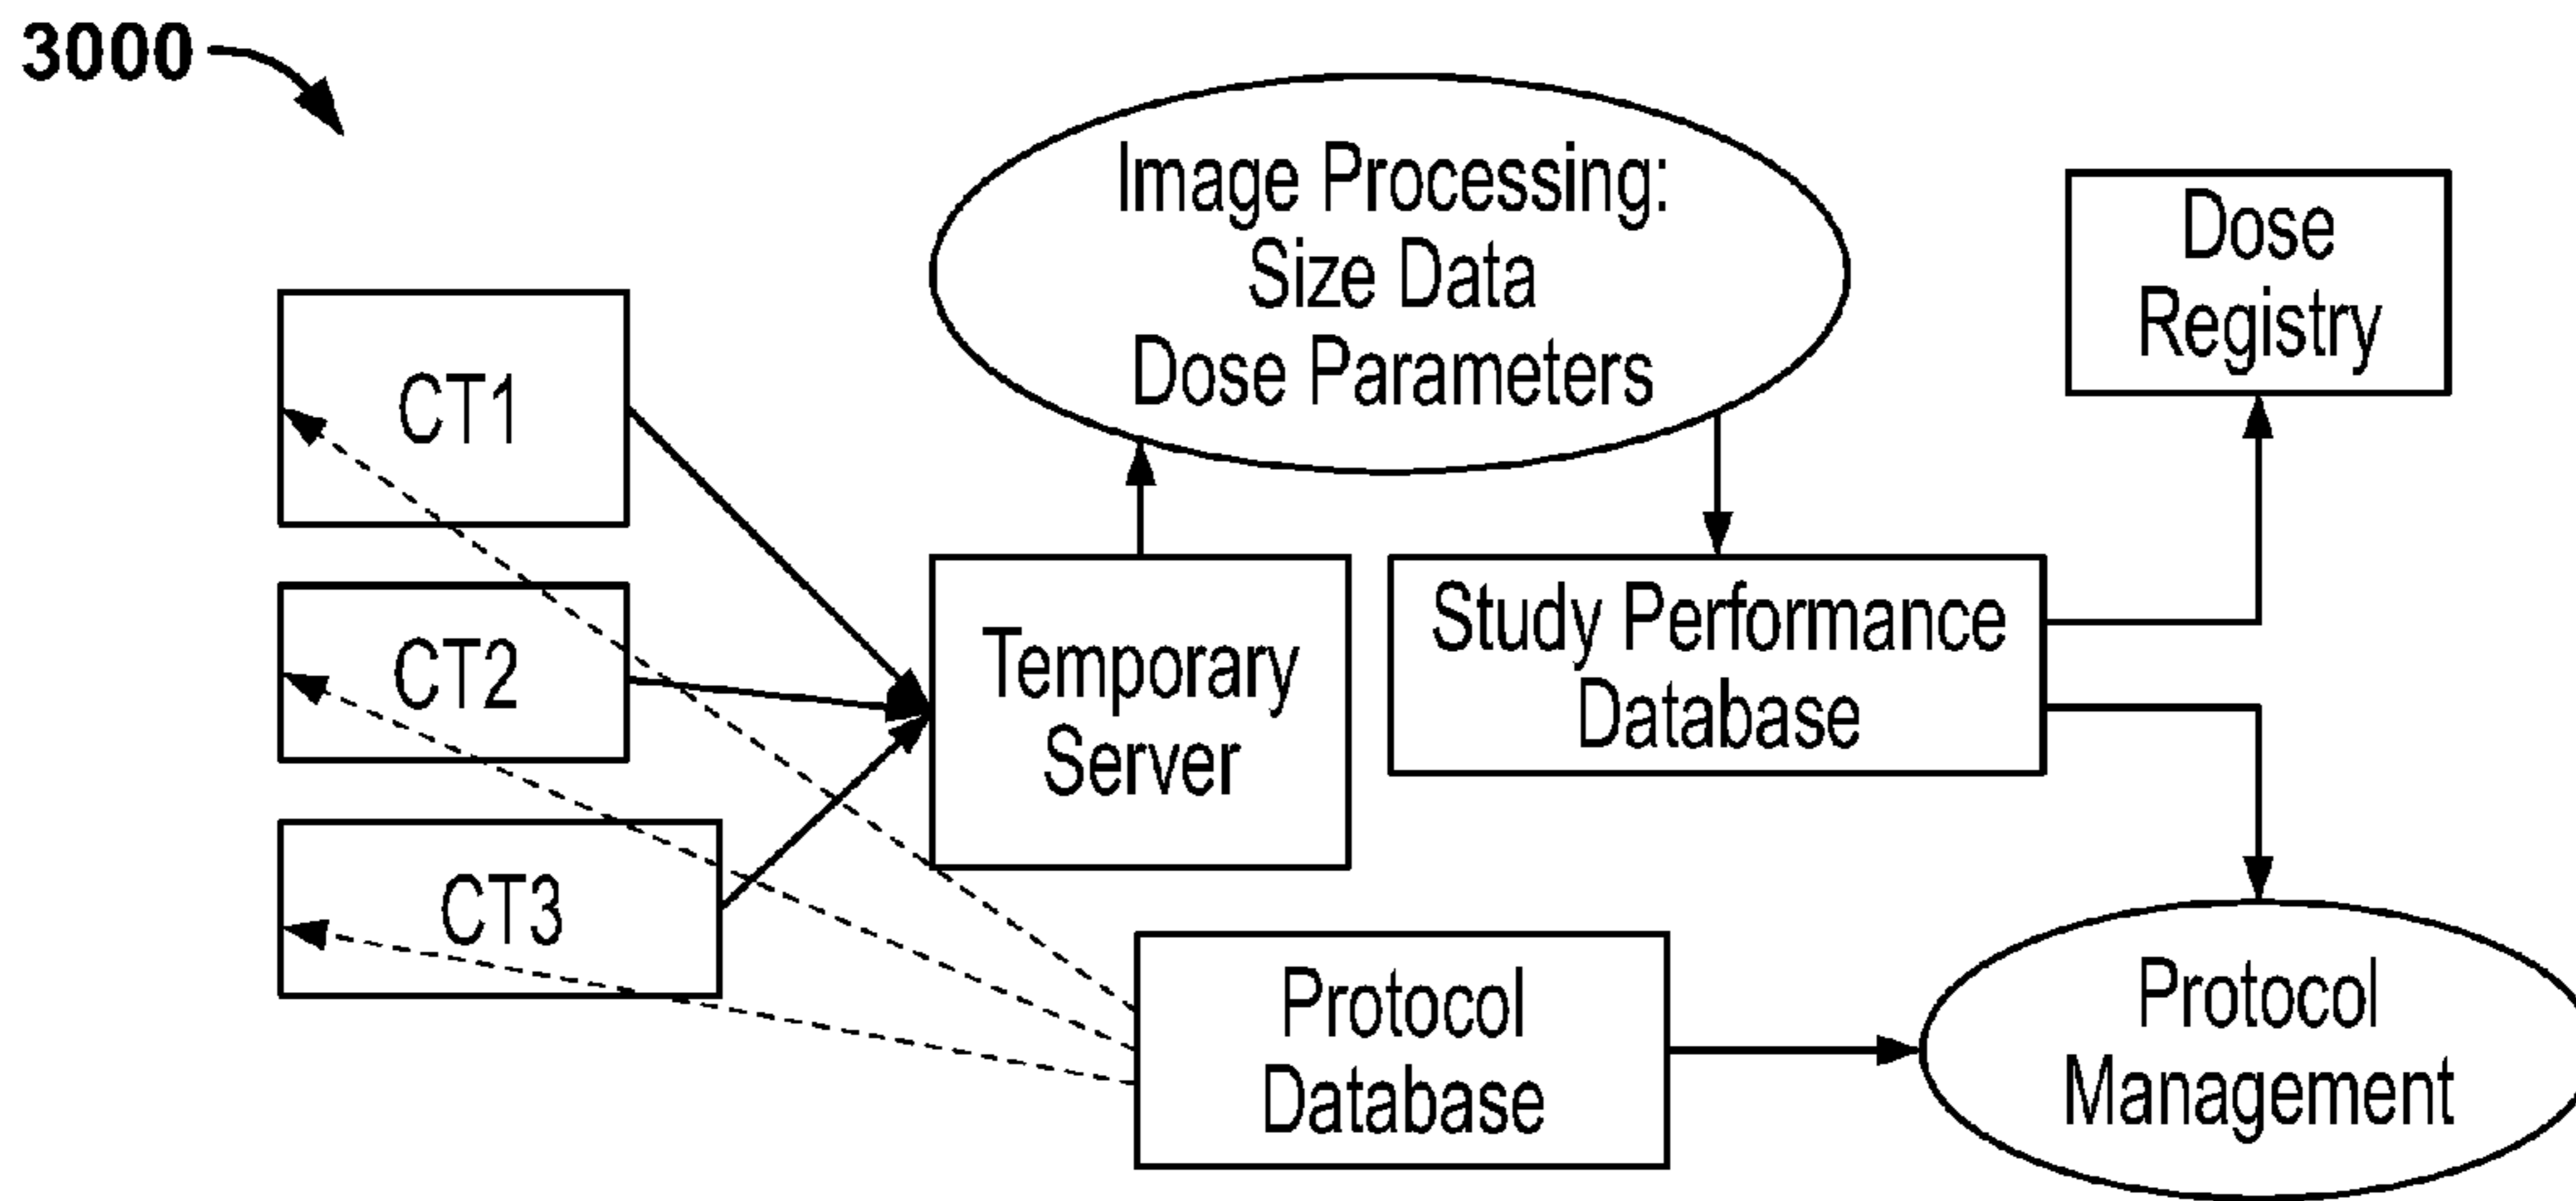 3000
Image Processing:
Size Data
Dose Parameters
Dose
Registry
CT1
CT2
CT3
Temporary
Server
Study Performance
Database
Protocol
Database
Protocol
Management